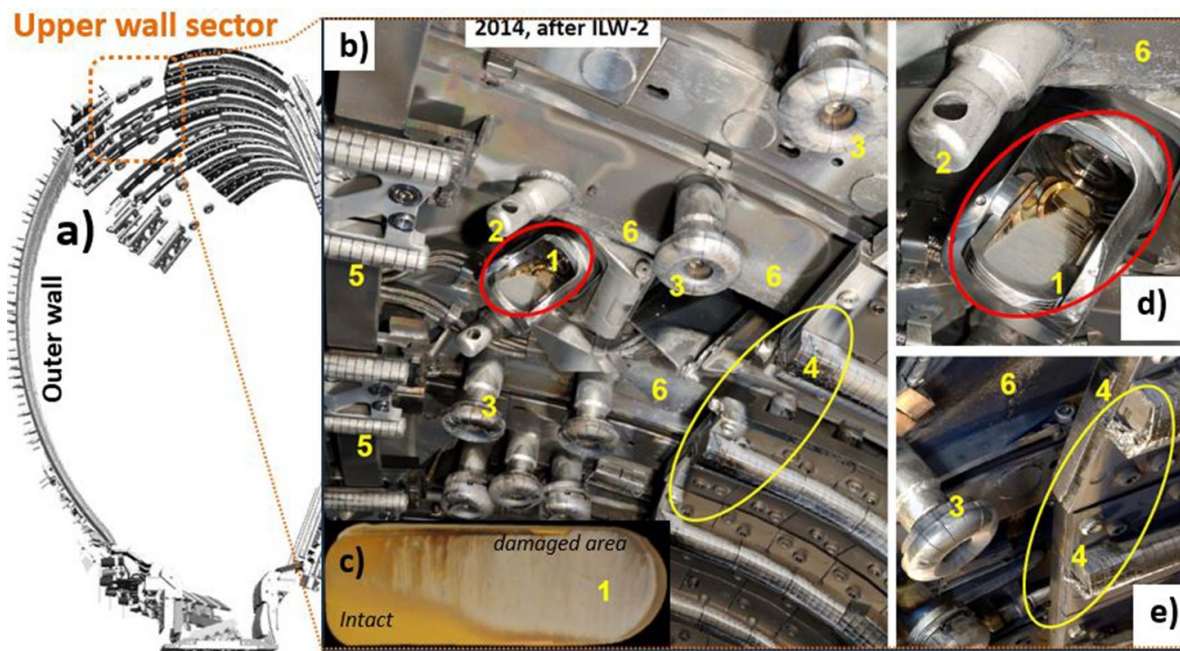 Upper wall sector
a)
Outer wall
b)
2014, after ILW-2
3
2
1
6
3
6
5
4
3
6
5
c)
damaged area
1
Intact
6
2
1
d)
6
4
3
4
e)